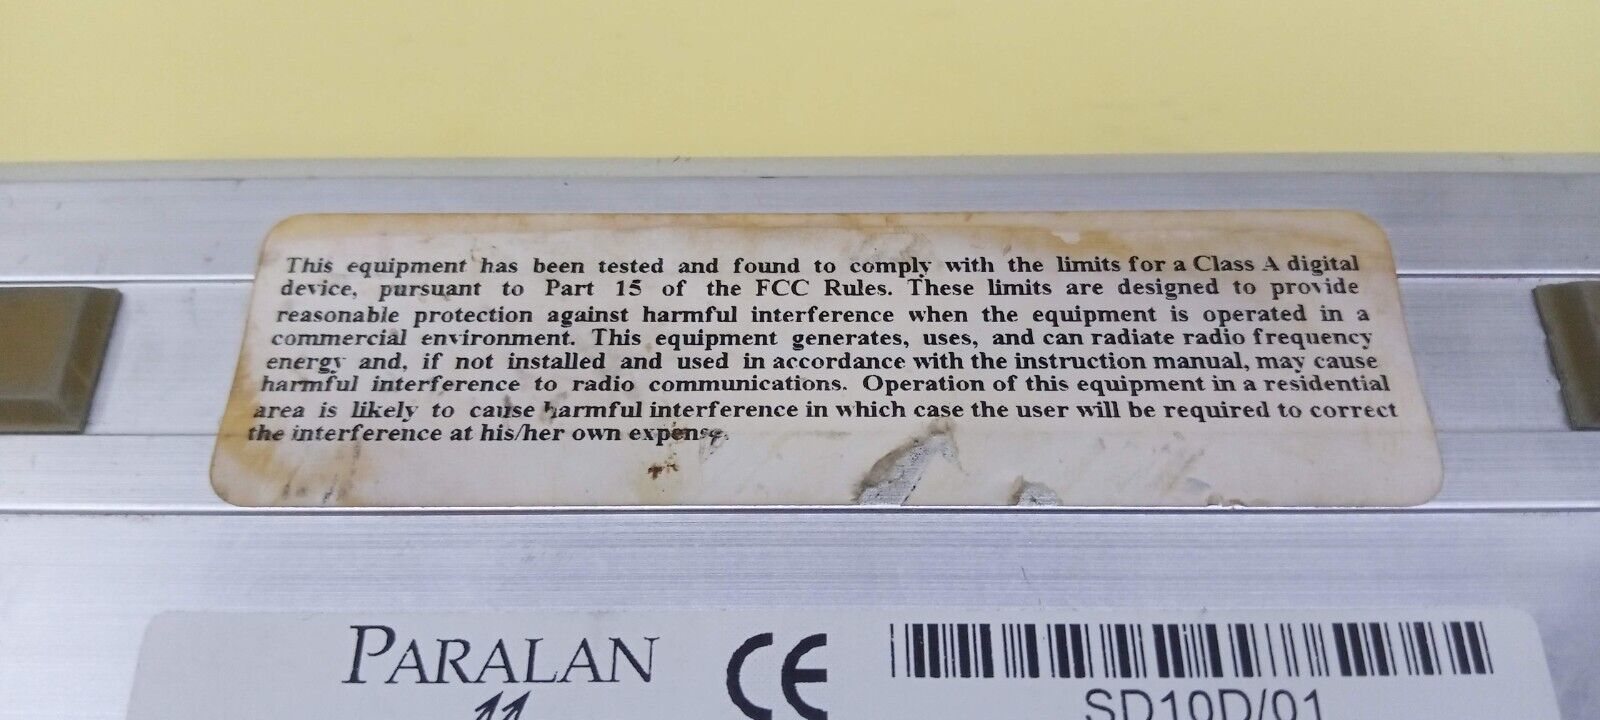 This equipment has been tested and found to comply with the limits for a Class A digital
device, pursuant to Part 15 of the FCC Rules. These limits are designed to provide
reasonable protection against harmful interference when the equipment is operated in a
commercial environment. This equipment generates, uses, and can radiate radio frequency
energy and, if not installed and used in accordance with the instruction manual, may cause
harmful interference to radio communications. Operation of this equipment in a residential
area is likely to cause harmful interference in which case the user will be required to correct
the interference at his/her own expense.
PARALAN
CE
SD10D/01